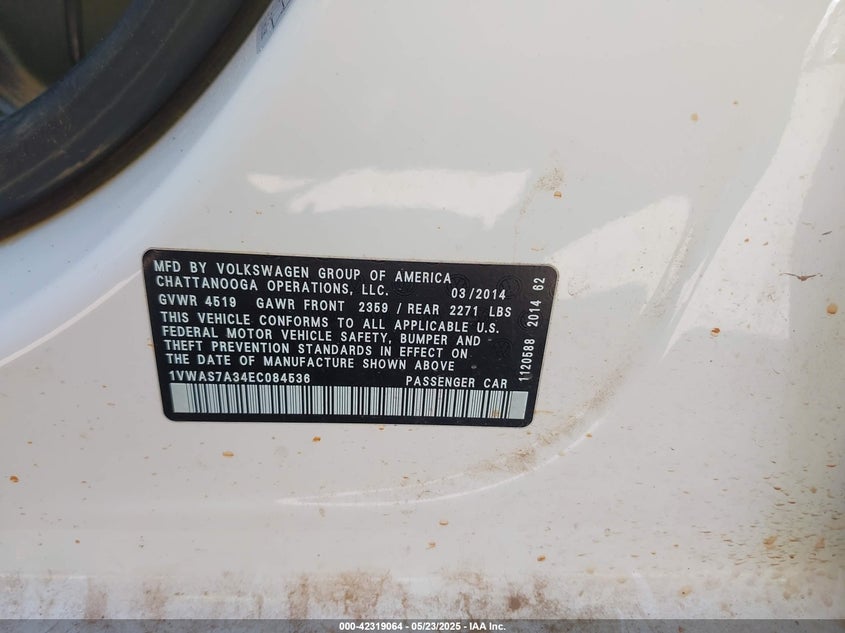 MFD BY VOLKSWAGEN GROUP OF AMERICA
CHATTANOOGA OPERATIONS, LLC. 03/2014
GVWR 4519 GAWR FRONT 2359 / REAR 2271 LBS
THIS VEHICLE CONFORMS TO ALL APPLICABLE U.S.
FEDERAL MOTOR VEHICLE SAFETY, BUMPER AND
THEFT PREVENTION STANDARDS IN EFFECT ON
THE DATE OF MANUFACTURE SHOWN ABOVE
1VWAS7A34EC084536 PASSENGER CAR
1120588 2014 62
000-42319064 / 05/23/2025 / IAA Inc.